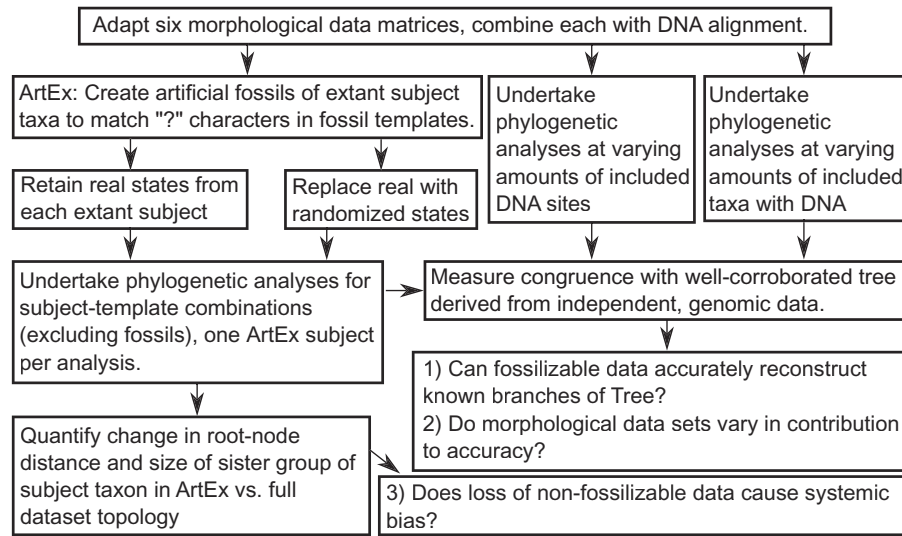 Adapt six morphological data matrices, combine each with DNA alignment.
ArtEx: Create artificial fossils of extant subject
taxa to match "?" characters in fossil templates.
Retain real states from
each extant subject
Replace real with
randomized states
Undertake
phylogenetic
analyses at varying
amounts of included
DNA sites
Undertake
phylogenetic
analyses at varying
amounts of included
taxa with DNA
Undertake phylogenetic analyses for
subject-template combinations
(excluding fossils), one ArtEx subject
per analysis.
Measure congruence with well-corroborated tree
derived from independent, genomic data.
1) Can fossilizable data accurately reconstruct
known branches of Tree?
2) Do morphological data sets vary in contribution
to accuracy?
Quantify change in root-node
distance and size of sister group of
subject taxon in ArtEx vs. full
dataset topology
3) Does loss of non-fossilizable data cause systemic
bias?